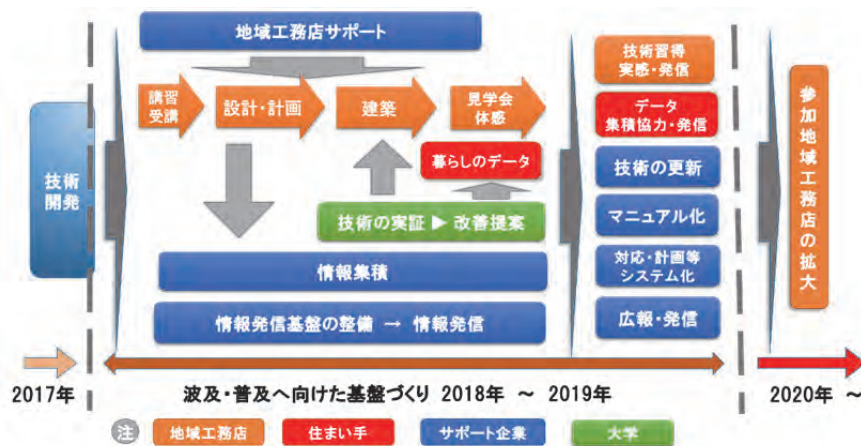 地域工務店サポート
講習
受講
設計・計画
建築
見学会
体感
技術
開発
暮らしのデータ
技術の実証 ▶ 改善提案
情報集積
情報発信基盤の整備 → 情報発信
技術習得
実感・発信
データ
集積協力・発信
技術の更新
マニュアル化
対応・計画等
システム化
広報・発信
参加地域工務店の拡大
2017年
波及・普及へ向けた基盤づくり 2018年 ~ 2019年
2020年 ~
注
地域工務店
住まい手
サポート企業
大学